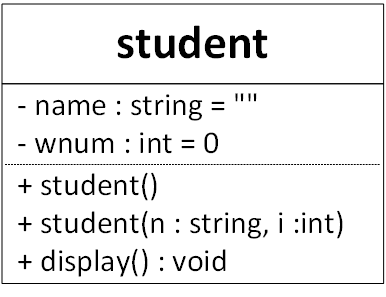 student
- name : string = ""
- wnum : int = 0
+ student()
+ student(n : string, i :int)
+ display() : void